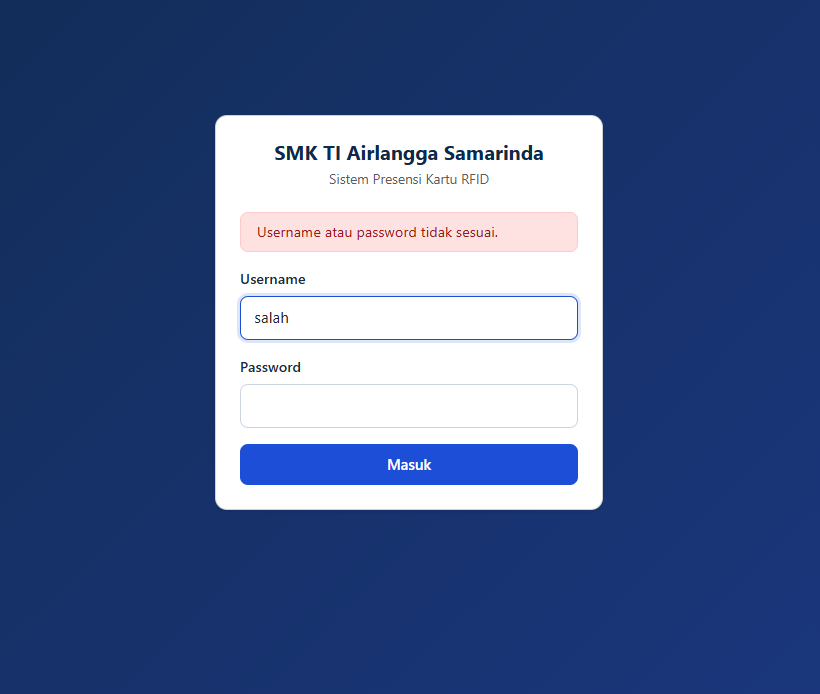 SMK TI Airlangga Samarinda
Sistem Presensi Kartu RFID
Username atau password tidak sesuai.
Username
salah
Password
Masuk